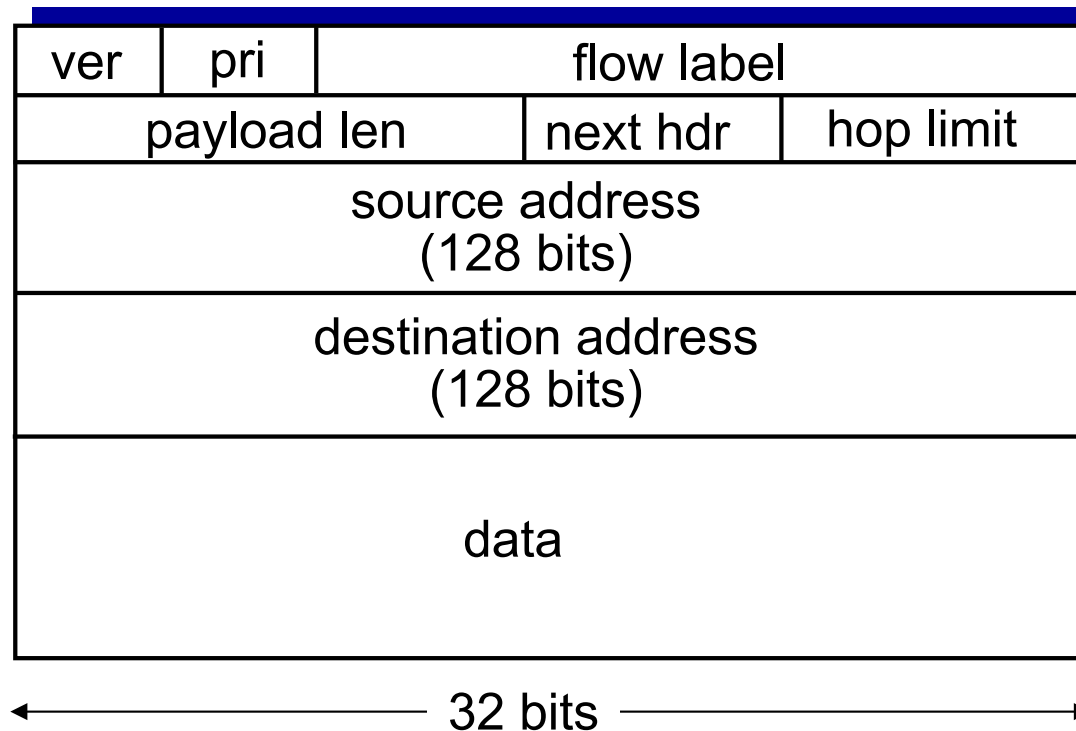 ver pri flow label
payload len next hdr hop limit
source address
(128 bits)
destination address
(128 bits)
data
32 bits